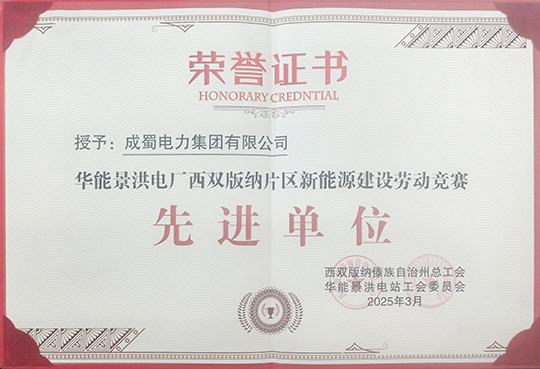 荣誉证书
HONORARY CREDNTIAL
授予：成蜀电力集团有限公司
华能景洪电厂西双版纳片区新能源建设劳动竞赛
先进单位
西双版纳傣族自治州总工会
华能景洪电站工会委员会
2025年3月